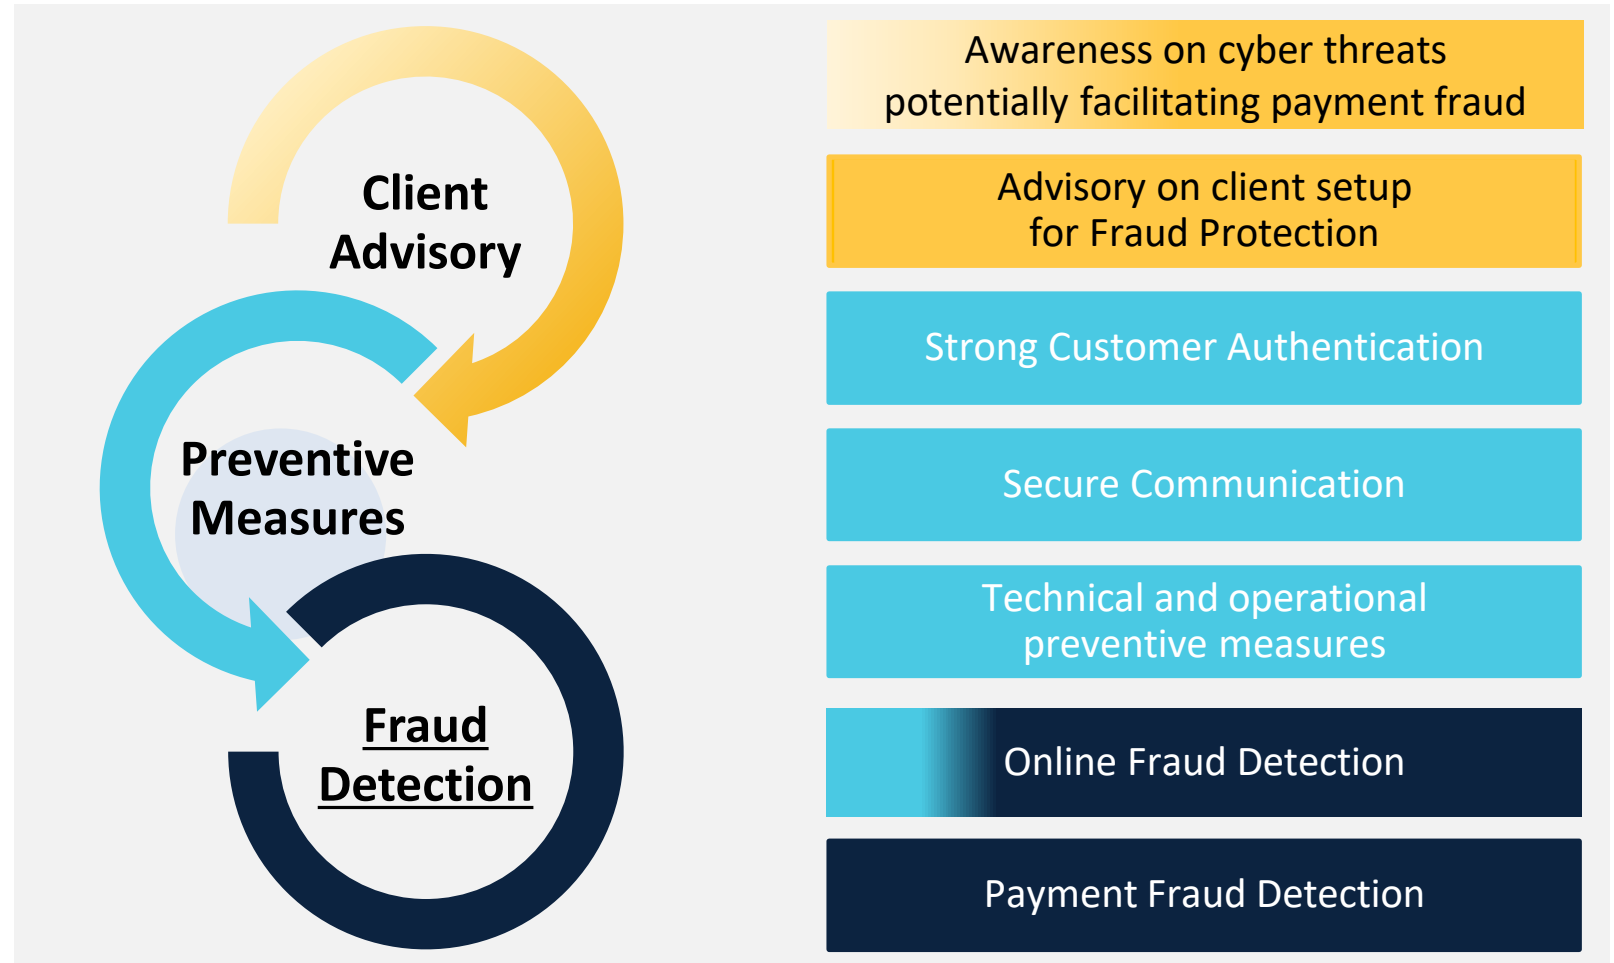 Client
Advisory
Preventive
Measures
Fraud
Detection
Awareness on cyber threats
potentially facilitating payment fraud
Advisory on client setup
for Fraud Protection
Strong Customer Authentication
Secure Communication
Technical and operational
preventive measures
Online Fraud Detection
Payment Fraud Detection